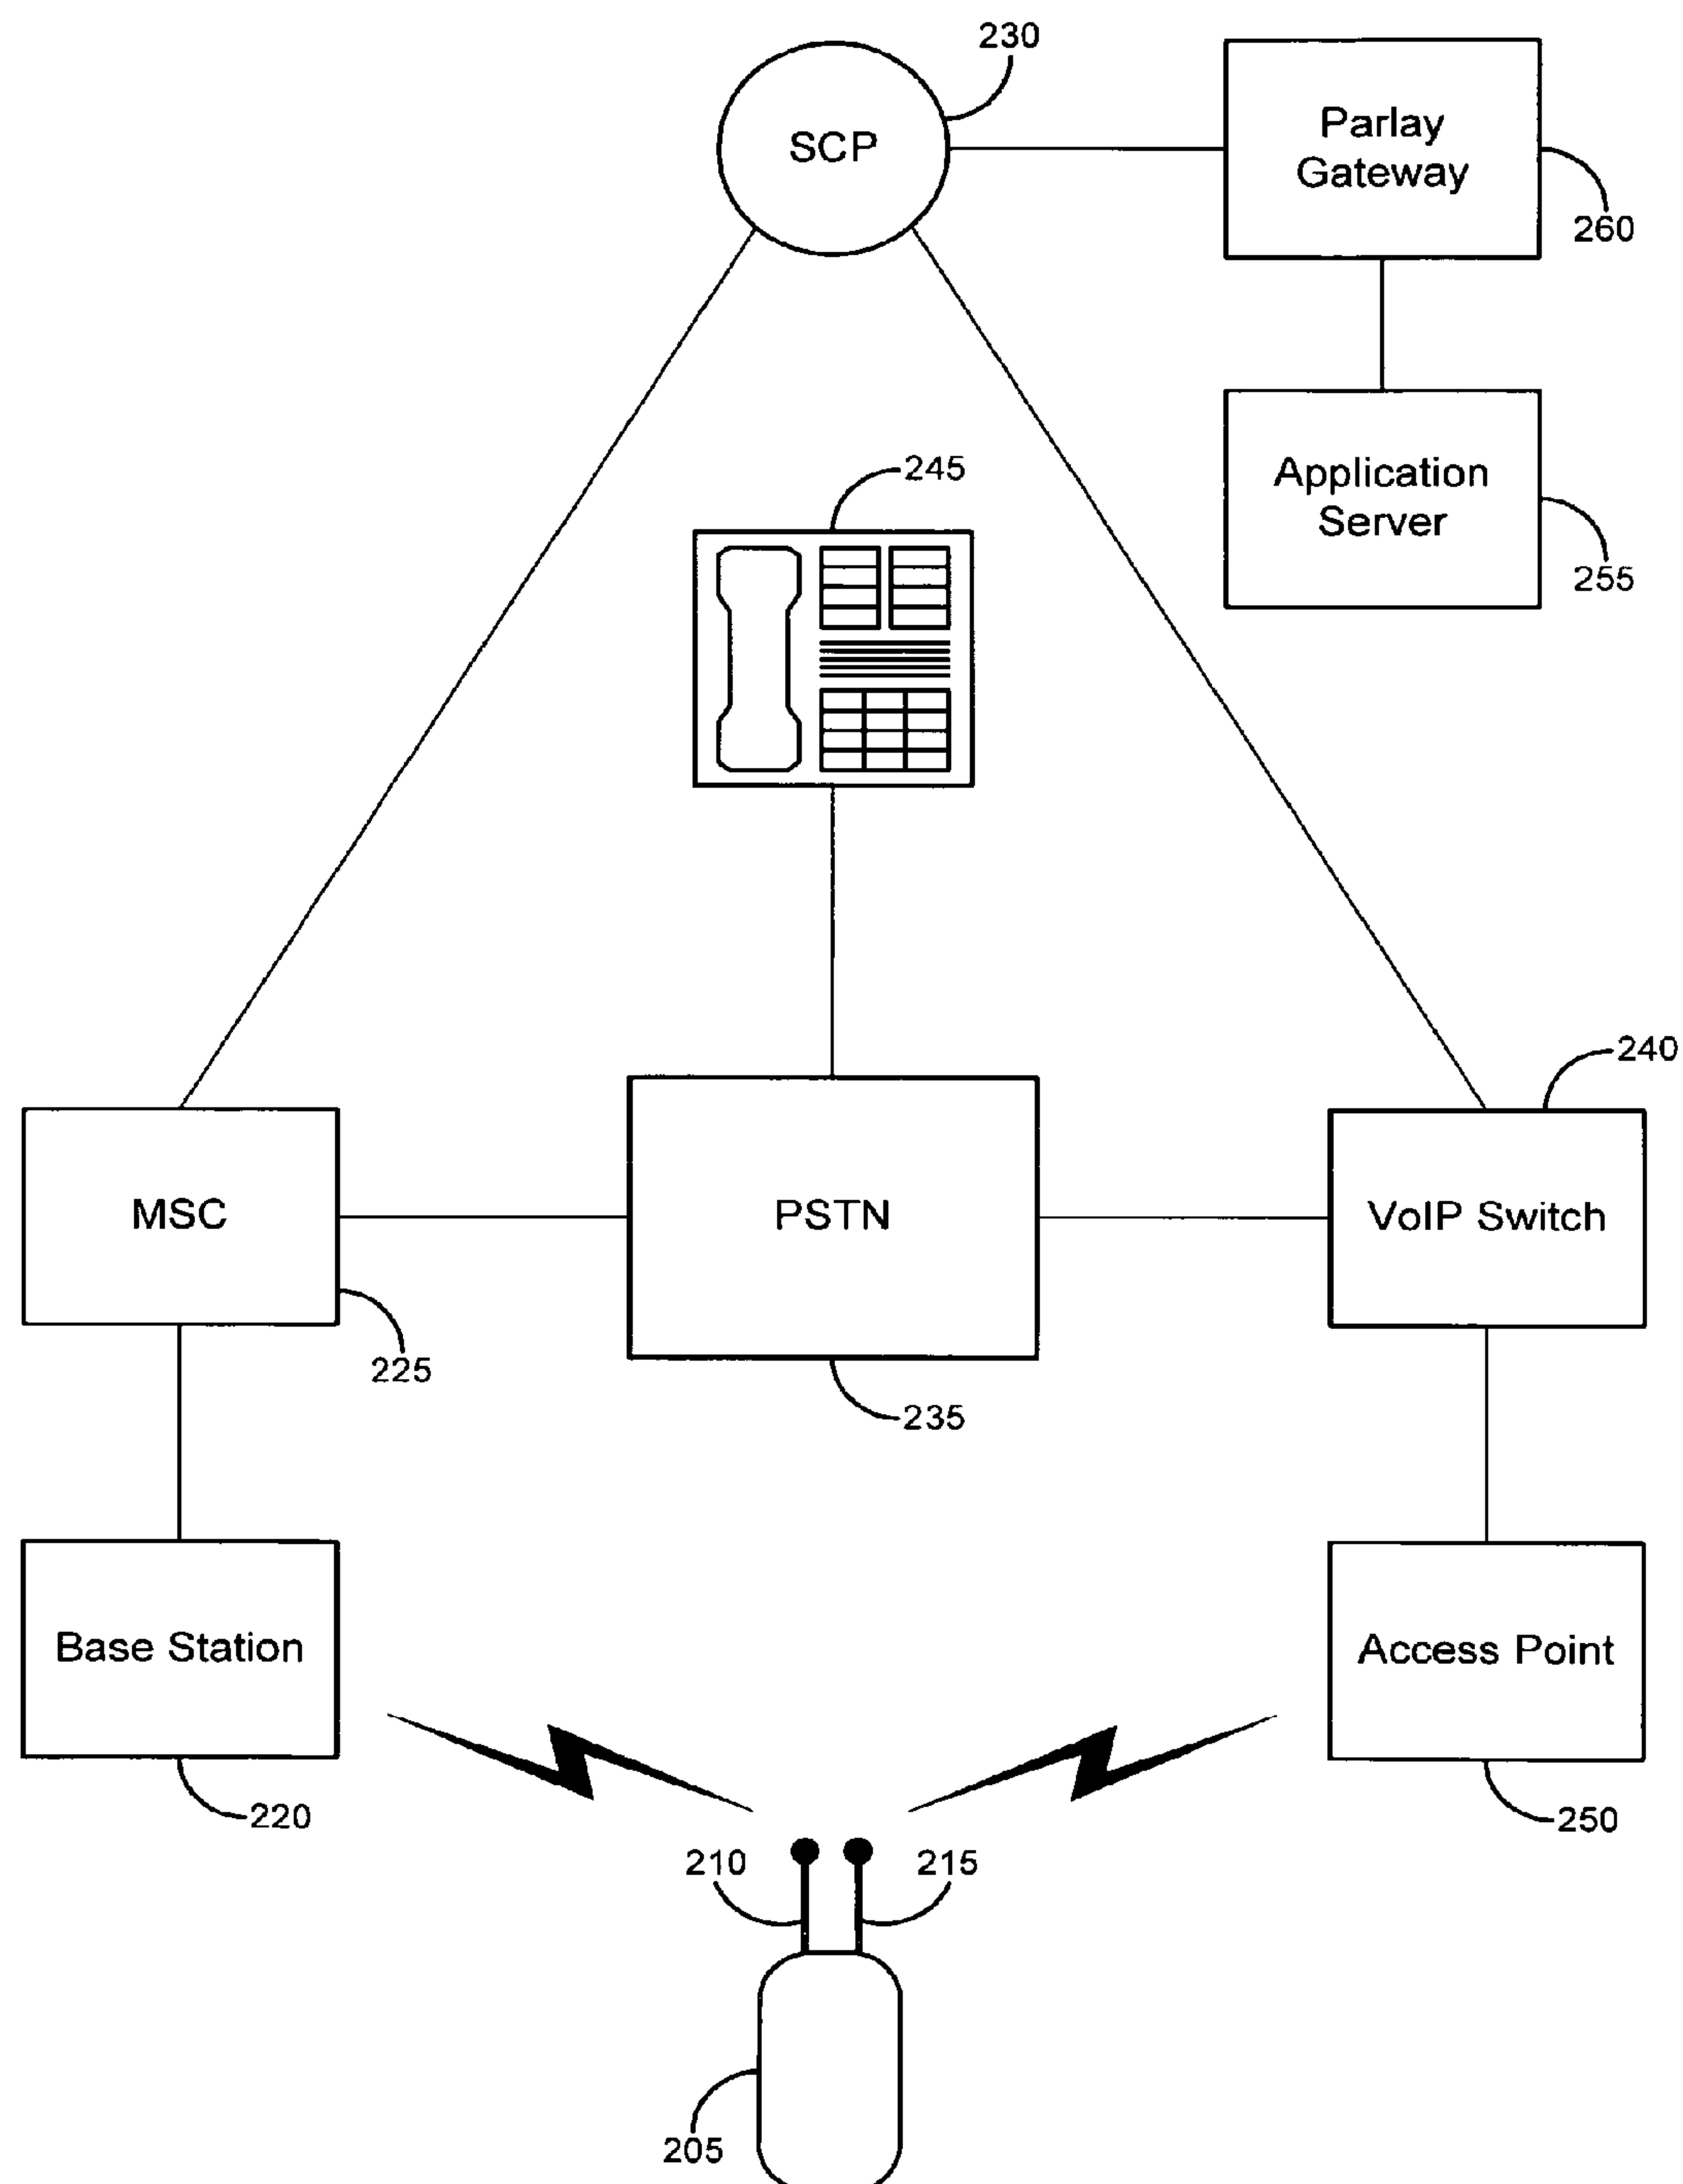 230
SCP
Parlay
Gateway
260
245
Application
Server
255
240
MSC
PSTN
VoIP Switch
225
235
Base Station
Access Point
220
250
210
215
205